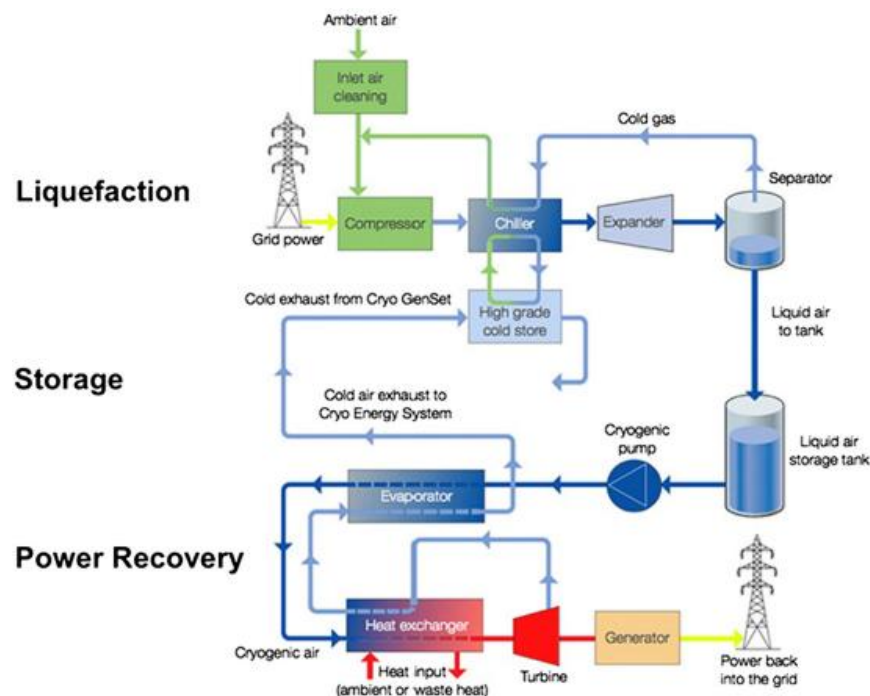 Ambient air
Inlet air
cleaning
Cold gas
Liquefaction
Separator
Compressor
Chiller
Expander
Grid power
Cold exhaust from Cryo GenSet
High grade
cold store
Liquid air
to tank
Storage
Cold air exhaust to
Cryo Energy System
Cryogenic
pump
Liquid air
storage tank
Evaporator
Power Recovery
Heat exchanger
Generator
Cryogenic air
Heat input
(ambient or waste heat)
Turbine
Power back
into the grid